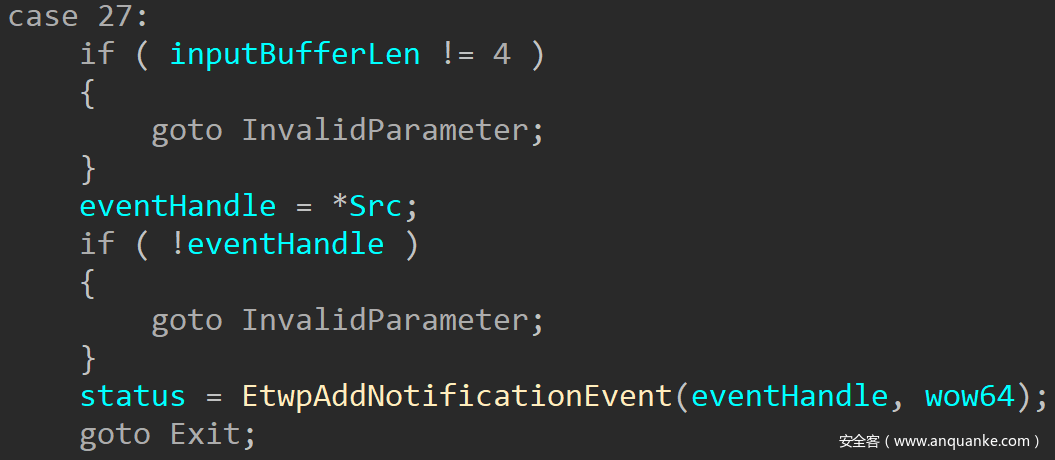 case 27:
if ( inputBufferLen != 4 )
{
goto InvalidParameter;
}
eventHandle = *Src;
if ( !eventHandle )
{
goto InvalidParameter;
}
status = EtwpAddNotificationEvent(eventHandle, wow64);
goto Exit;
安全客（www.anquanke.com）